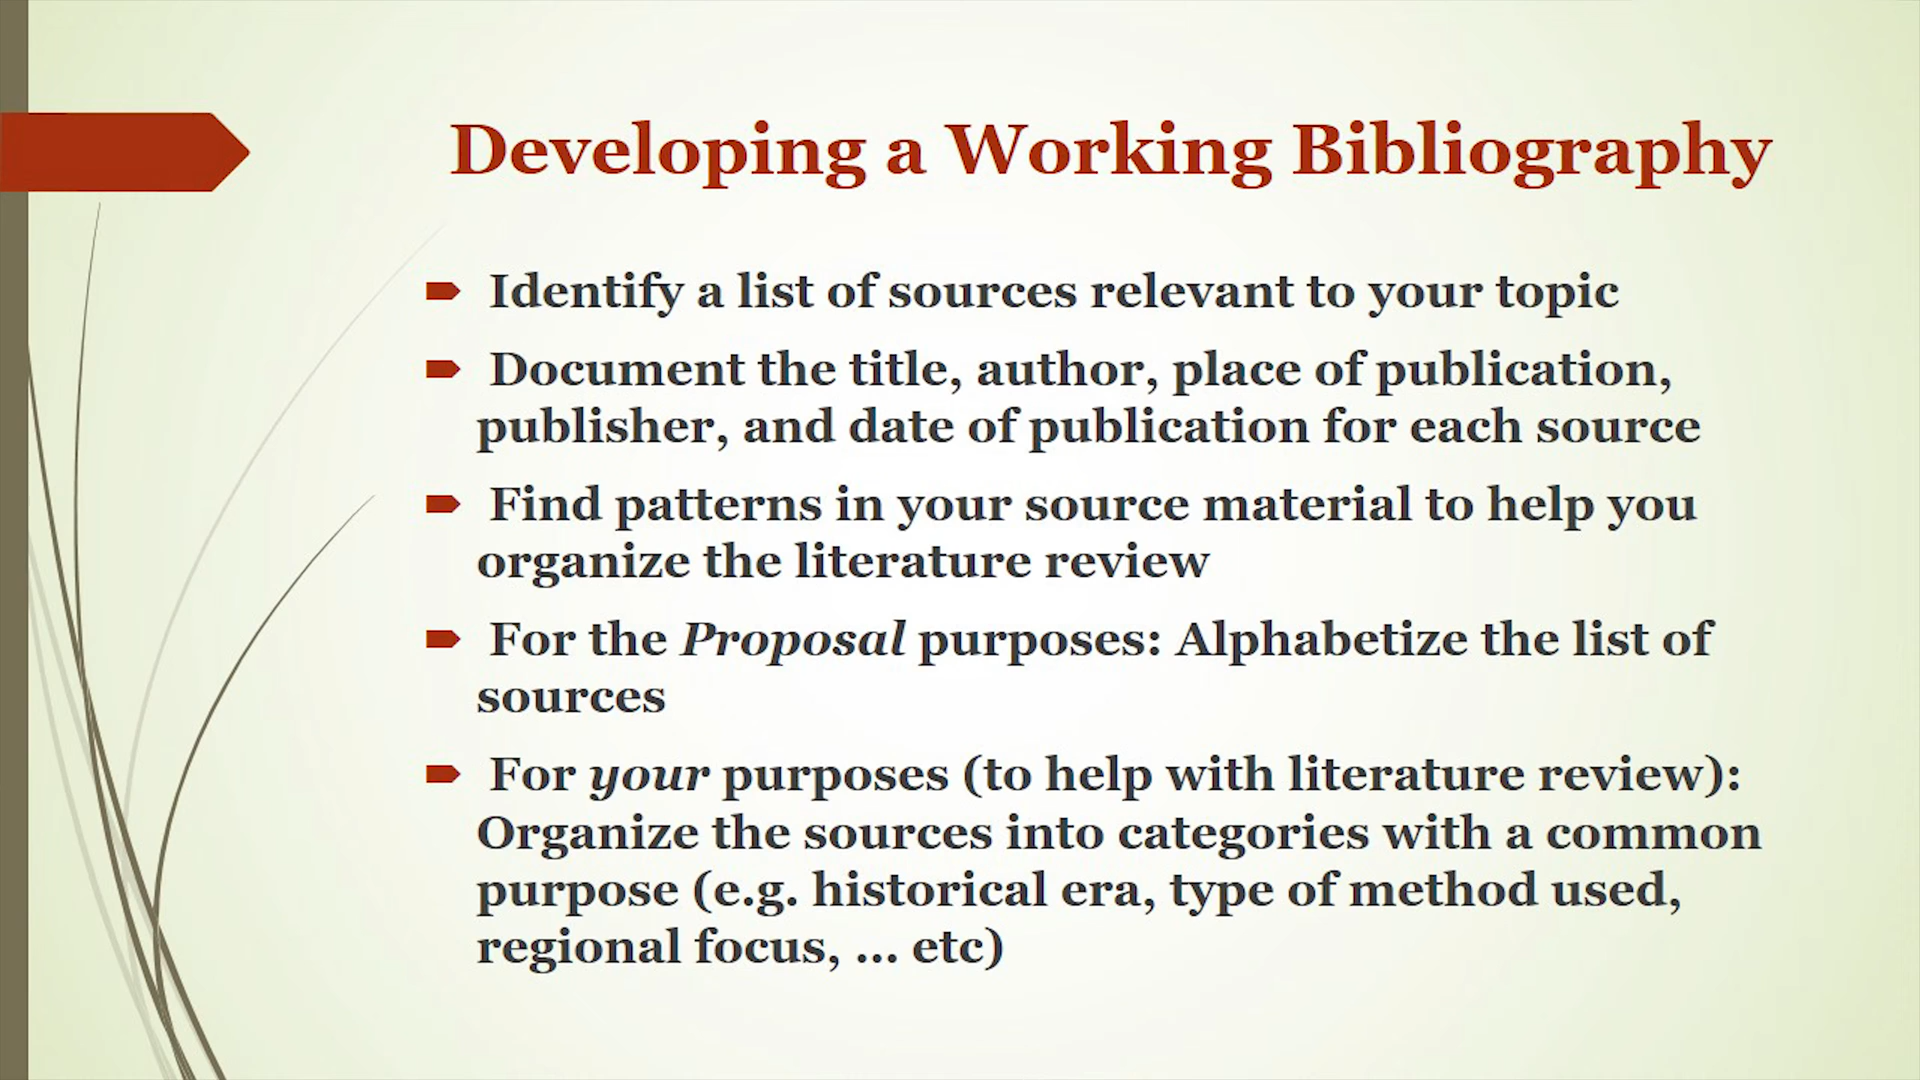 Developing a Working Bibliography
Identify a list of sources relevant to your topic
Document the title, author, place of publication,
publisher, and date of publication for each source
Find patterns in your source material to help you
organize the literature review
For the Proposal purposes: Alphabetize the list of
sources
For your purposes (to help with literature review):
Organize the sources into categories with a common
purpose (e.g. historical era, type of method used,
regional focus, ... etc)